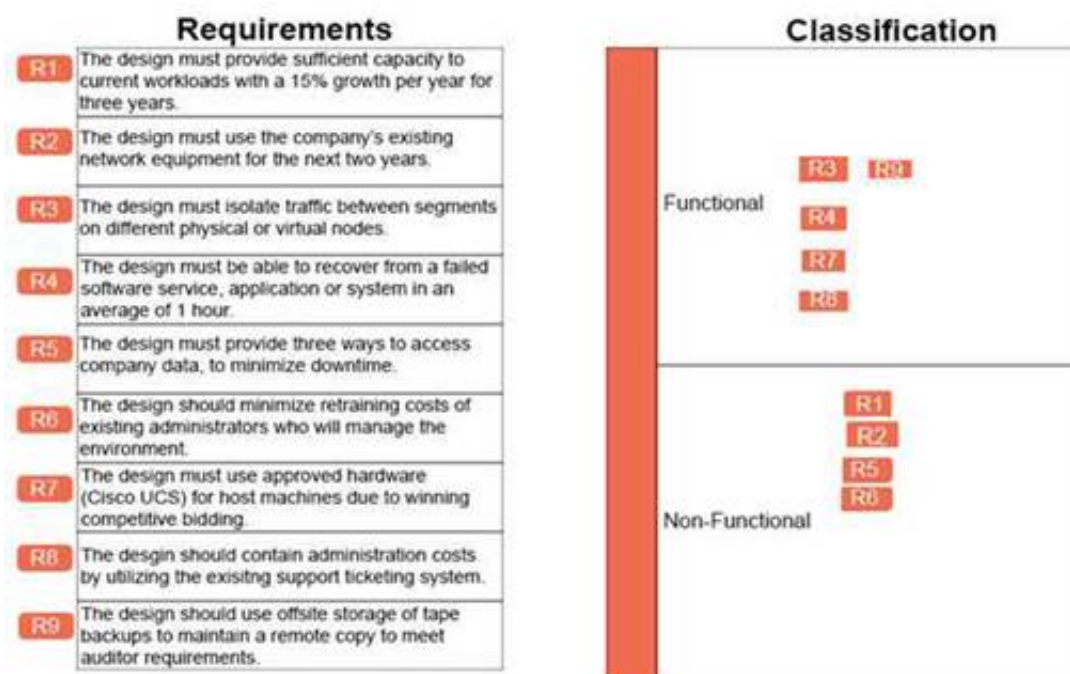 Requirements
R1 The design must provide sufficient capacity to
current workloads with a 15% growth per year for
three years.
R2 The design must use the company's existing
network equipment for the next two years.
R3 The design must isolate traffic between segments
on different physical or virtual nodes.
R4 The design must be able to recover from a failed
software service, application or system in an
average of 1 hour.
R5 The design must provide three ways to access
company data, to minimize downtime.
R6 The design should minimize retraining costs of
existing administrators who will manage the
environment.
R7 The design must use approved hardware
(Cisco UCS) for host machines due to winning
competitive bidding.
R8 The desgin should contain administration costs
by utilizing the exisitng support ticketing system.
R9 The design should use offsite storage of tape
backups to maintain a remote copy to meet
auditor requirements.
Classification
Functional
R3 R9
R4
R7
R8
Non-Functional
R1
R2
R5
R6